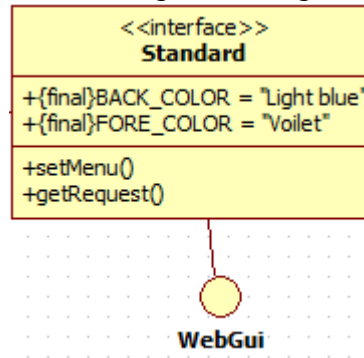 <<interface>>
Standard
+{final}BACK_COLOR = "Light blue"
+{final}FORE_COLOR = "Voilet"
+setMenu()
+getRequest()
WebGui